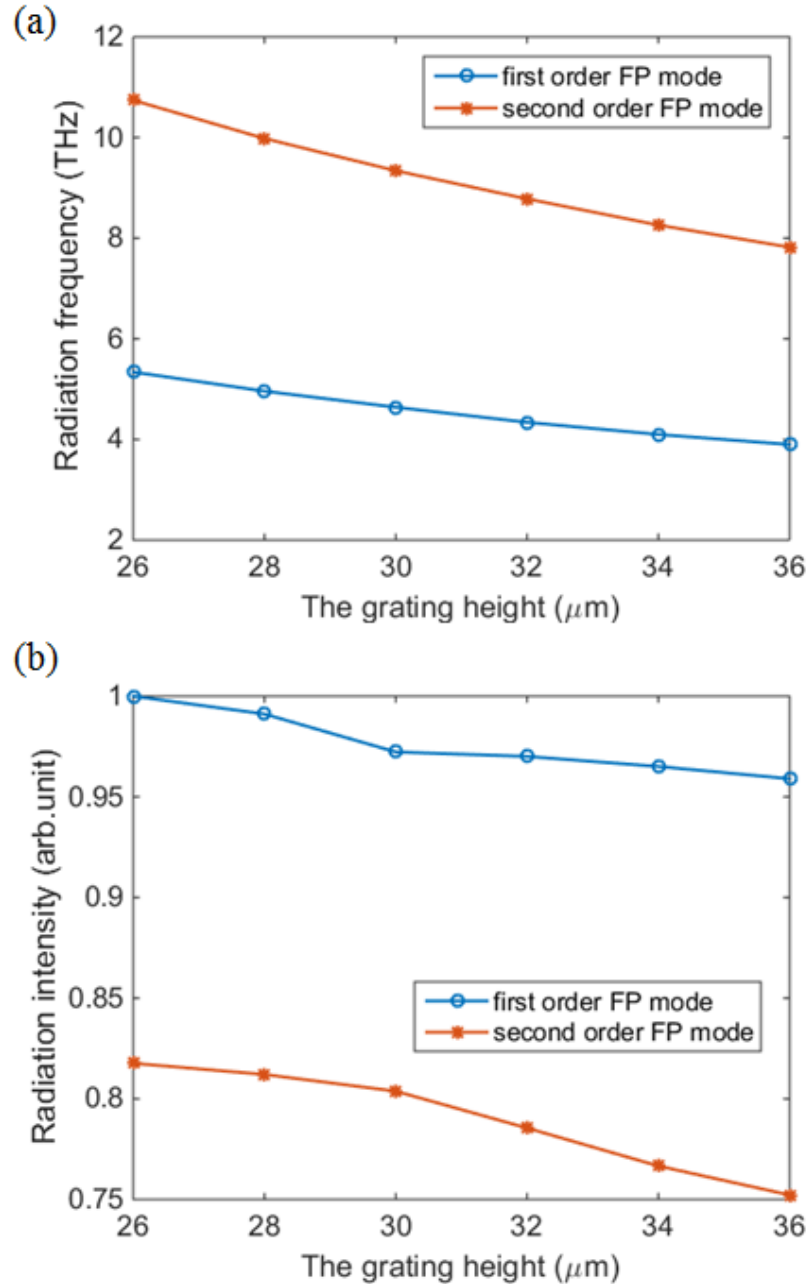 (a)
12
10
8
6
4
2
Radiation frequency (THz)
first order FP mode
second order FP mode
26 28 30 32 34 36
The grating height (μm)
(b)
1
0.95
0.9
0.85
0.8
0.75
Radiation intensity (arb.unit)
first order FP mode
second order FP mode
26 28 30 32 34 36
The grating height (μm)